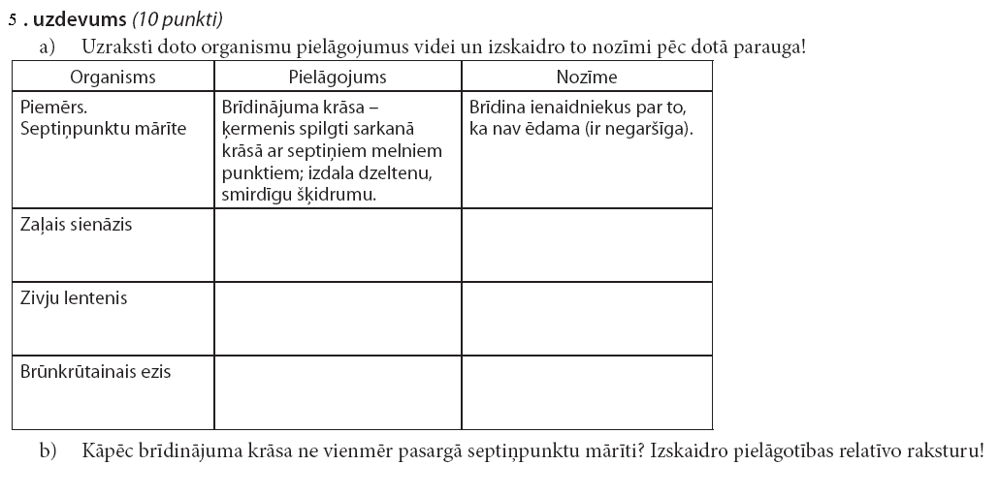 5 . uzdevums (10 punkti)
a) Uzraksti doto organismu pielāgojumus videi un izskaidro to nozīmi pēc dotā parauga!
Organisms Pielāgojums Nozīme
Piemērs. Brīdinājuma krāsa – Brīdina ienaidniekus par to,
Septiņpunktu mārīte ķermenis spilgti sarkanā ka nav ēdama (ir negaršīga).
krāsā ar septiņiem melniem
punktiem; izdala dzeltenu,
smirdīgu šķidrumu.
Zaļais sienāzis
Zivju lentenis
Brūnkrūtainais ezis
b) Kāpēc brīdinājuma krāsa ne vienmēr pasargā septiņpunktu mārīti? Izskaidro pielāgotības relatīvo raksturu!